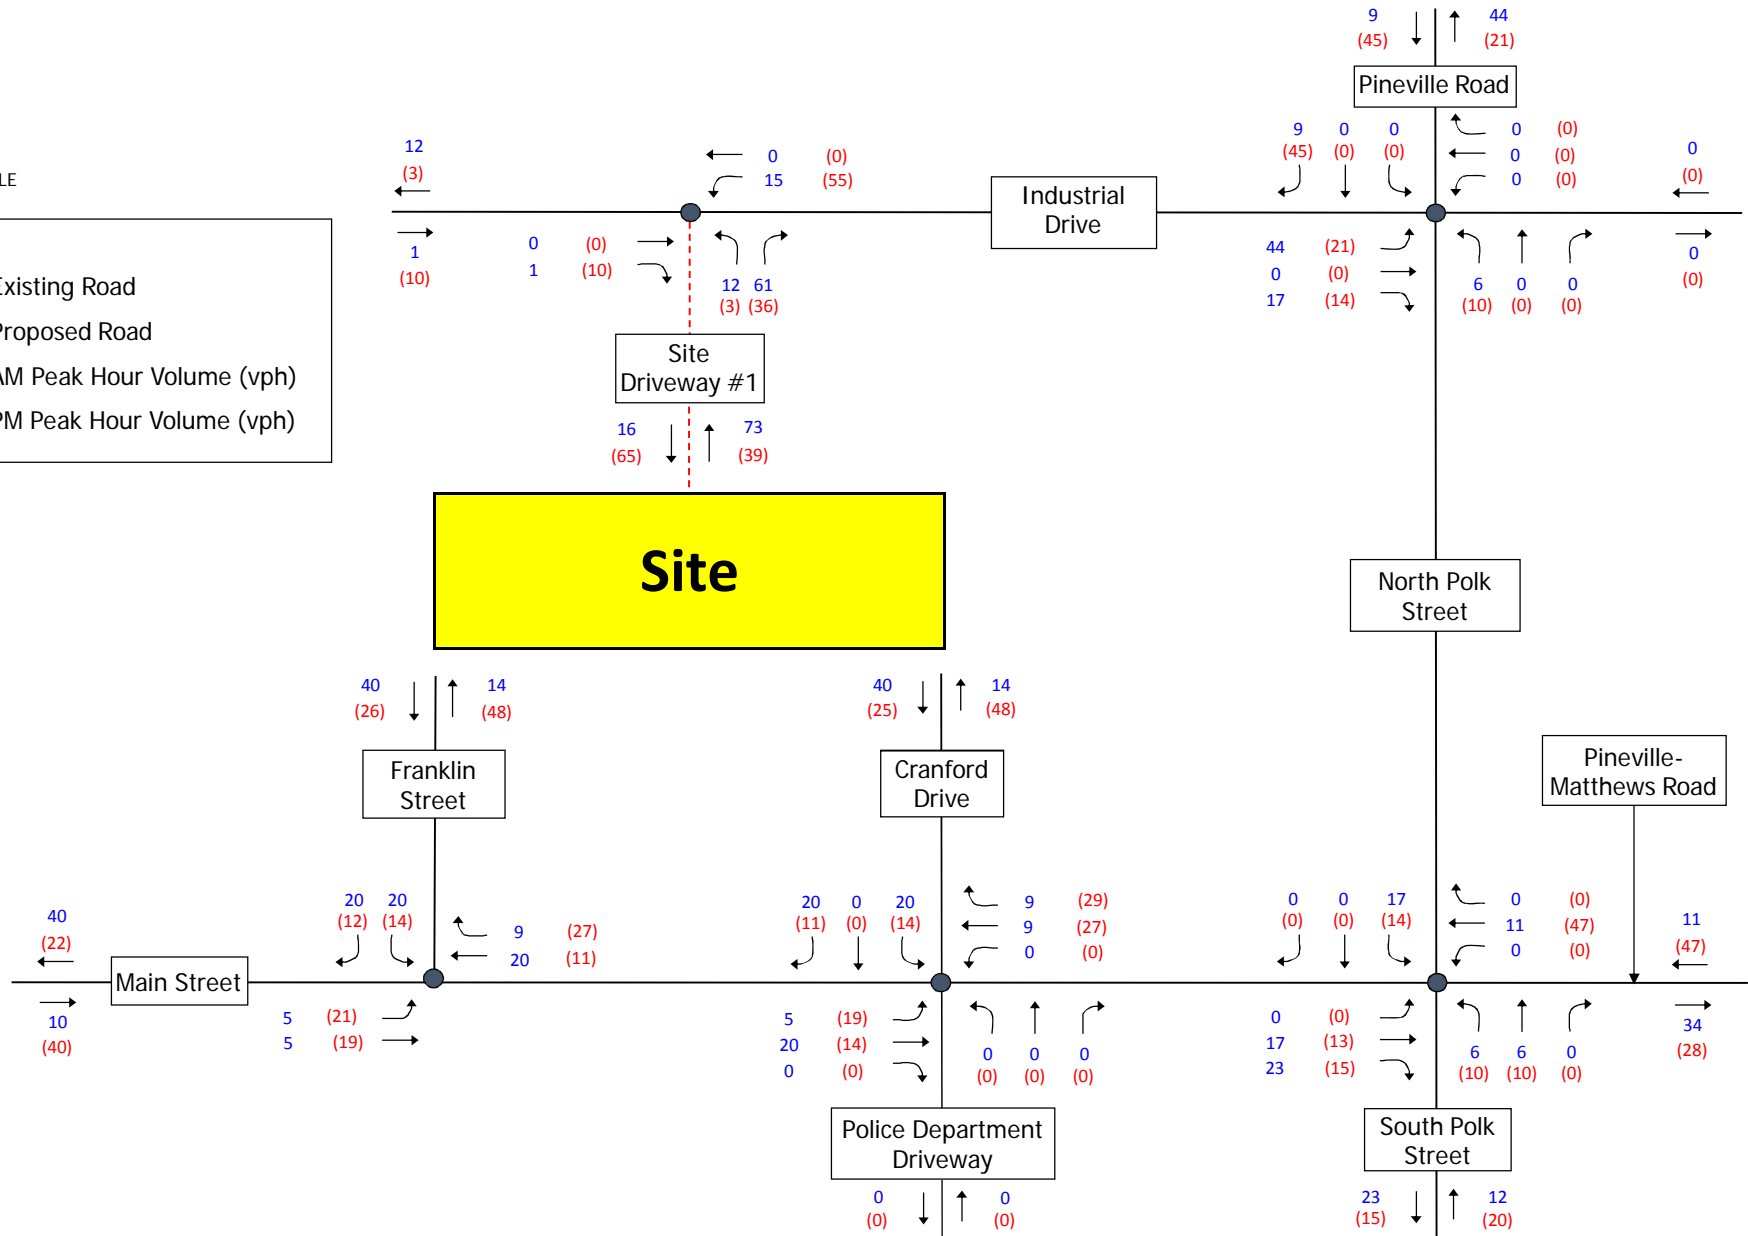 9 44
(45) (21)
Pineville Road
9 0 0
(45) (0) (0)
0 (0)
0 (0)
0 (0)
0
(0)
12
(3)
LE
0 (0)
15 (55)
Industrial
Drive
1
(10)
0 (0)
1 (10)
12 61
(3) (36)
44 (21)
0 (0)
17 (14)
6 0 0
(10) (0) (0)
0
(0)
Existing Road
Proposed Road
AM Peak Hour Volume (vph)
PM Peak Hour Volume (vph)
Site
Driveway #1
16 73
(65) (39)
Site
North Polk
Street
40 14
(26) (48)
40 14
(25) (48)
Franklin
Street
Cranford
Drive
Pineville-
Matthews Road
40
(22)
20 20
(12) (14)
9 (27)
20 (11)
20 0 20
(11) (0) (14)
9 (29)
9 (27)
0 (0)
0 0 17
(0) (0) (14)
0 (0)
11 (47)
0 (0)
11
(47)
Main Street
10
(40)
5 (21)
5 (19)
5 (19)
20 (14)
0 (0)
0 0 0
(0) (0) (0)
0 (0)
17 (13)
23 (15)
6 6 0
(10) (10) (0)
34
(28)
Police Department
Driveway
South Polk
Street
0 0
(0) (0)
23 12
(15) (20)